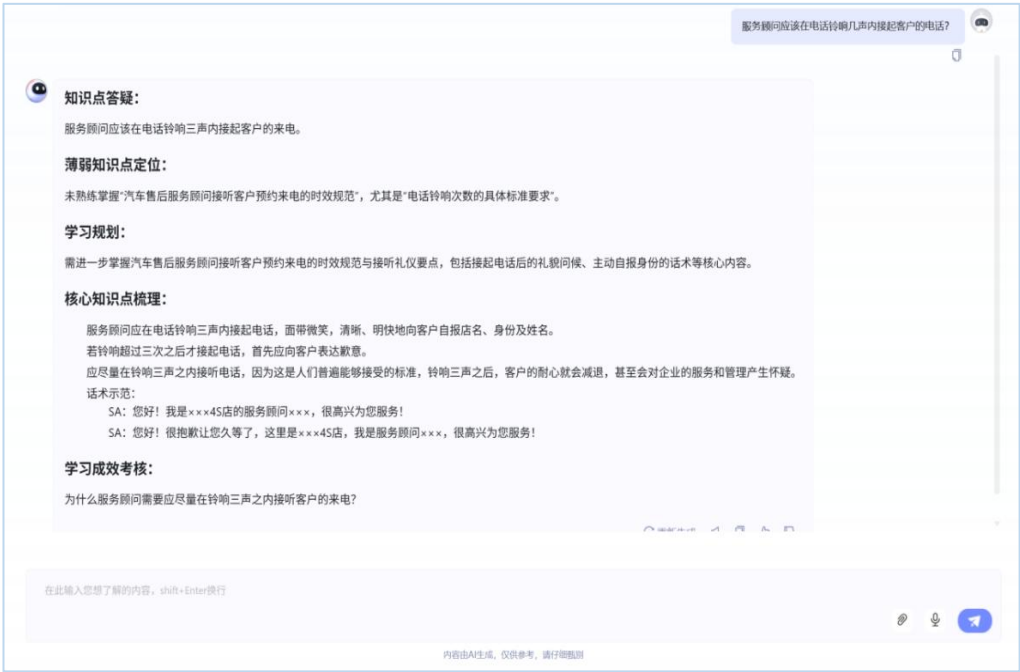 服务顾问应该在电话铃响几声内接起客户的电话?
知识点答疑：
服务顾问应该在电话铃响三声内接起客户的来电。
薄弱知识点定位：
未熟练掌握“汽车售后服务顾问接听客户预约来电的时效规范”，尤其是“电话铃响次数的具体标准要求”。
学习规划：
需进一步掌握汽车售后服务顾问接听客户预约来电的时效规范与接听礼仪要点，包括接起电话后的礼貌问候、主动自报身份的话术等核心内容。
核心知识点梳理：
服务顾问应在电话铃响三声内接起电话，面带微笑，清晰、明快地向客户自报店名、身份及姓名。
若铃响超过三次之后才接起电话，首先应向客户表达歉意。
应尽量在铃响三声之内接听电话，因为这是人们普遍能够接受的标准，铃响三声之后，客户的耐心就会减退，甚至会对企业的服务和管理产生怀疑。
话术示范：
SA：您好！我是×××4S店的服务顾问×××，很高兴为您服务！
SA：您好！很抱歉让您久等了，这里是×××4S店，我是服务顾问×××，很高兴为您服务！
学习成效考核：
为什么服务顾问需要应尽量在铃响三声之内接听客户的来电?
在此输入您想了解的内容，shift+Enter换行
内容由AI生成，仅供参考，请仔细甄别